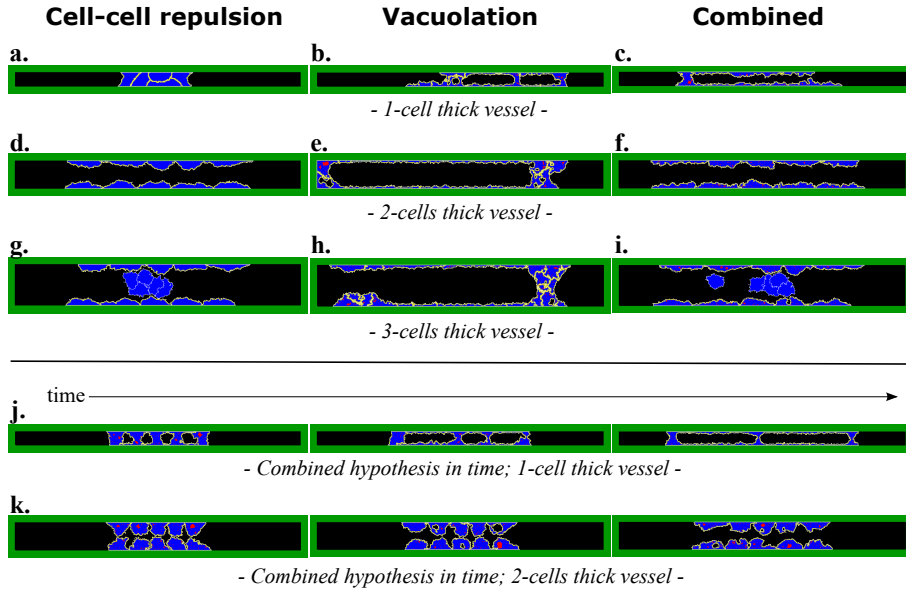 Cell-cell repulsion Vacuolation Combined
a. b. c.
- 1-cell thick vessel -
d. e. f.
- 2-cells thick vessel -
g. h. i.
- 3-cells thick vessel -
time
j.
- Combined hypothesis in time; 1-cell thick vessel -
k.
- Combined hypothesis in time; 2-cells thick vessel -